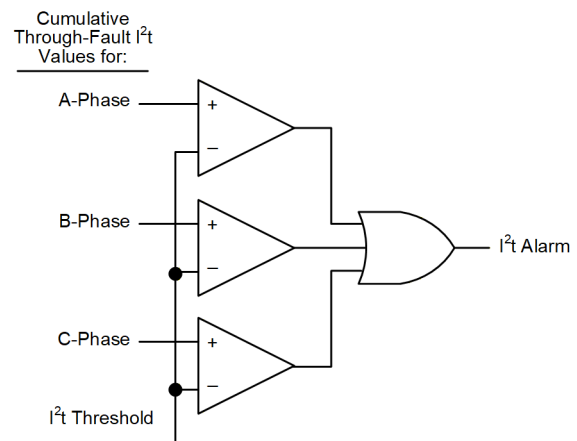 Cumulative
Through-Fault I²t
Values for:
A-Phase
+
–
B-Phase
+
–
I²t Alarm
C-Phase
+
–
I²t Threshold